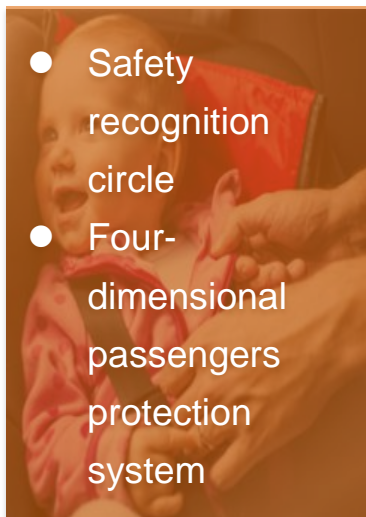 ● Safety
recognition
circle
● Four-
dimensional
passengers
protection
system